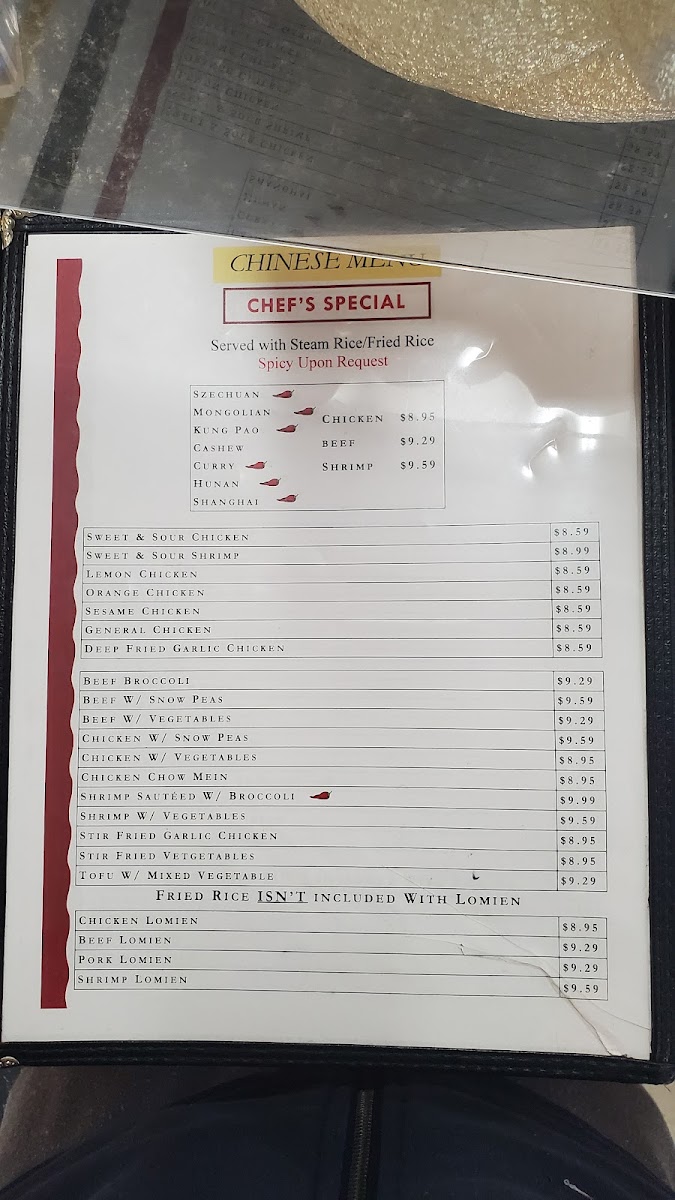 CHINESE MENU
CHEF'S SPECIAL
Served with Steam Rice/Fried Rice
Spicy Upon Request
SZECHUAN
MONGOLIAN
KUNG PAO
CASHEW
CURRY
HUNAN
SHANGHAI
CHICKEN $8.95
BEEF $9.29
SHRIMP $9.59
SWEET & SOUR CHICKEN $8.59
SWEET & SOUR SHRIMP $8.99
LEMON CHICKEN $8.59
ORANGE CHICKEN $8.59
SESAME CHICKEN $8.59
GENERAL CHICKEN $8.59
DEEP FRIED GARLIC CHICKEN $8.59
BEEF BROCCOLI $9.29
BEEF W/ SNOW PEAS $9.59
BEEF W/ VEGETABLES $9.29
CHICKEN W/ SNOW PEAS $9.59
CHICKEN W/ VEGETABLES $8.95
CHICKEN CHOW MEIN $8.95
SHRIMP SAUTÉED W/ BROCCOLI $9.99
SHRIMP W/ VEGETABLES $9.59
STIR FRIED GARLIC CHICKEN $8.95
STIR FRIED VETGETABLES $8.95
TOFU W/ MIXED VEGETABLE $9.29
FRIED RICE ISN'T INCLUDED WITH LOMIEN
CHICKEN LOMIEN $8.95
BEEF LOMIEN $9.29
PORK LOMIEN $9.29
SHRIMP LOMIEN $9.59